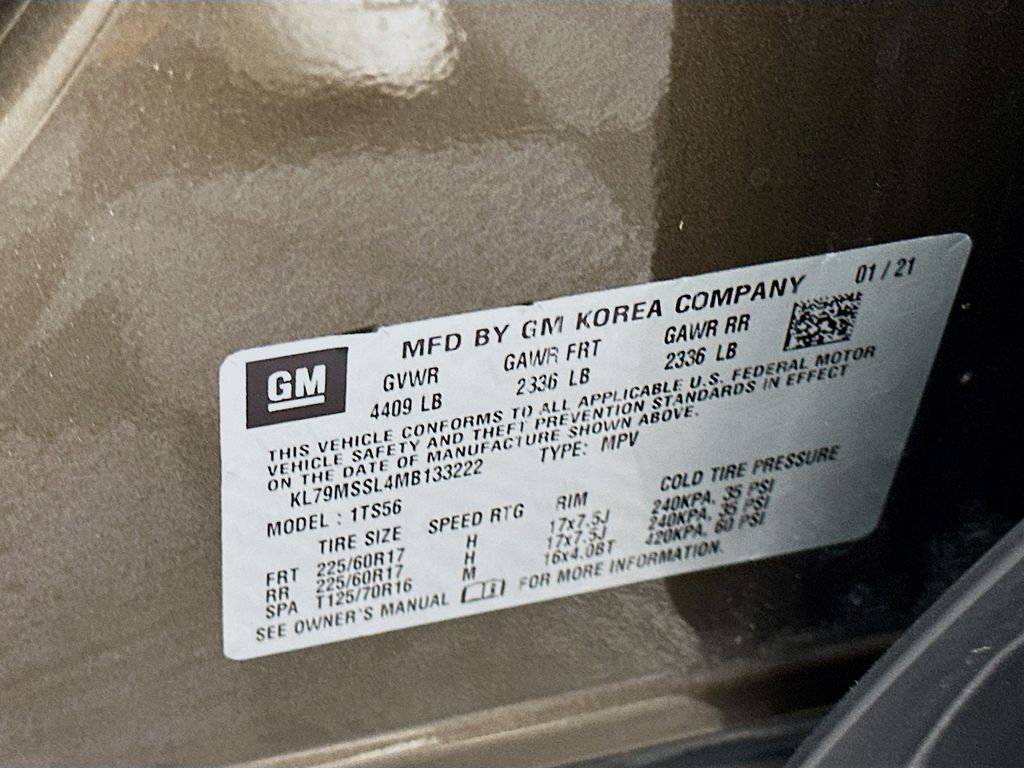 MFD BY GM KOREA COMPANY 01 / 21
GM
GVWR GAWR FRT GAWR RR
4409 LB 2336 LB 2336 LB
THIS VEHICLE CONFORMS TO ALL APPLICABLE U.S. FEDERAL MOTOR
VEHICLE SAFETY AND THEFT PREVENTION STANDARDS IN EFFECT
ON THE DATE OF MANUFACTURE SHOWN ABOVE.
KL79MSSL4MB133222 TYPE: MPV
MODEL : 1TS56
TIRE SIZE SPEED RTG RIM COLD TIRE PRESSURE
FRT 225/60R17 H 17x7.5J 240KPA, 35 PSI
RR 225/60R17 H 17x7.5J 240KPA, 35 PSI
SPA T125/70R16 M 16x4.0BT 420KPA, 60 PSI
SEE OWNER'S MANUAL FOR MORE INFORMATION.